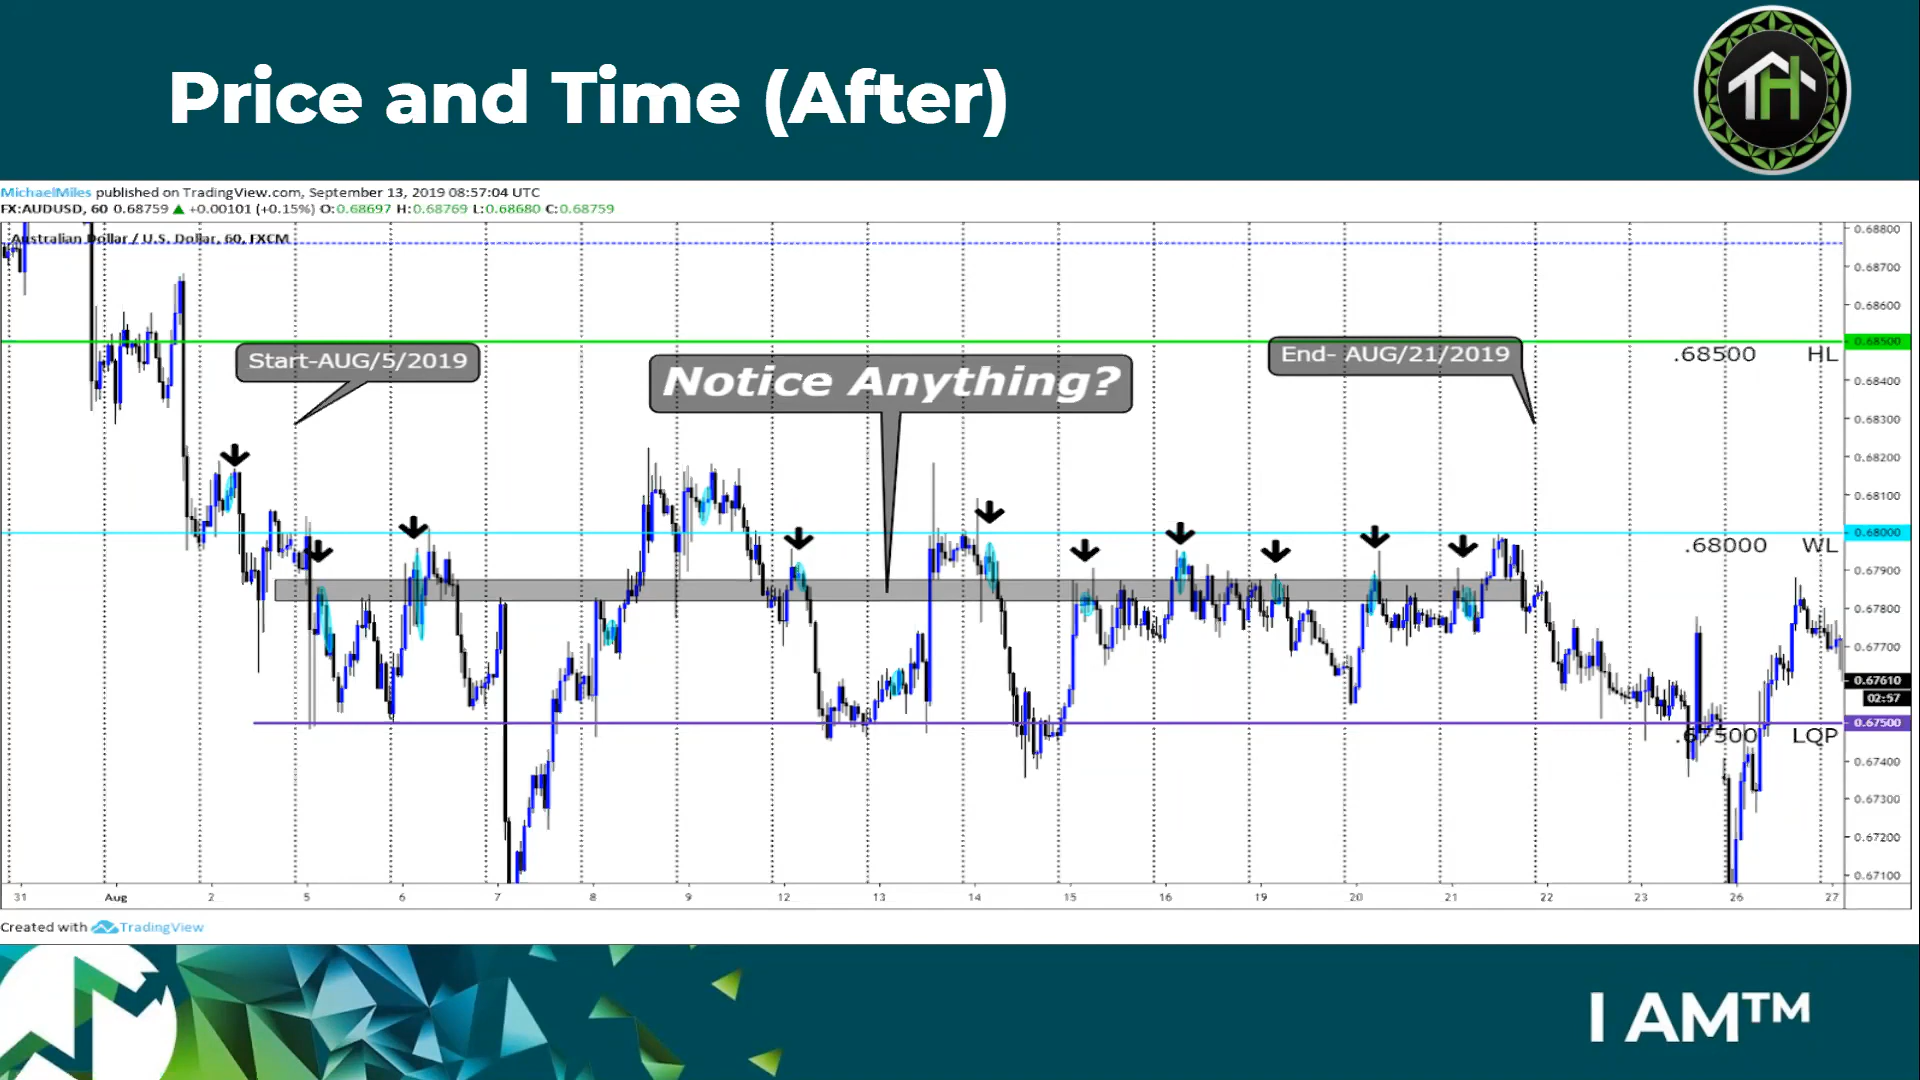 Price and Time (After)
TH
MichaelMiles published on TradingView.com, September 13, 2019 08:57:04 UTC
FX:AUDUSD, 60 0.68759 ▲ +0.00101 (+0.15%) O:0.68697 H:0.68769 L:0.68680 C:0.68759
Australian Dollar / U.S. Dollar, 60, FXCM
0.68800
0.68700
0.68600
0.68500
.68500 HL
Start-AUG/5/2019
Notice Anything?
End- AUG/21/2019
0.68400
0.68300
0.68200
0.68100
0.68000
.68000 WL
0.67900
0.67800
0.67700
0.67610
02:57
0.67500
.67500 LQP
0.67400
0.67300
0.67200
0.67100
31 Aug 2 5 6 7 8 9 12 13 14 15 16 19 20 21 22 23 26 27
Created with TradingView
I AM™